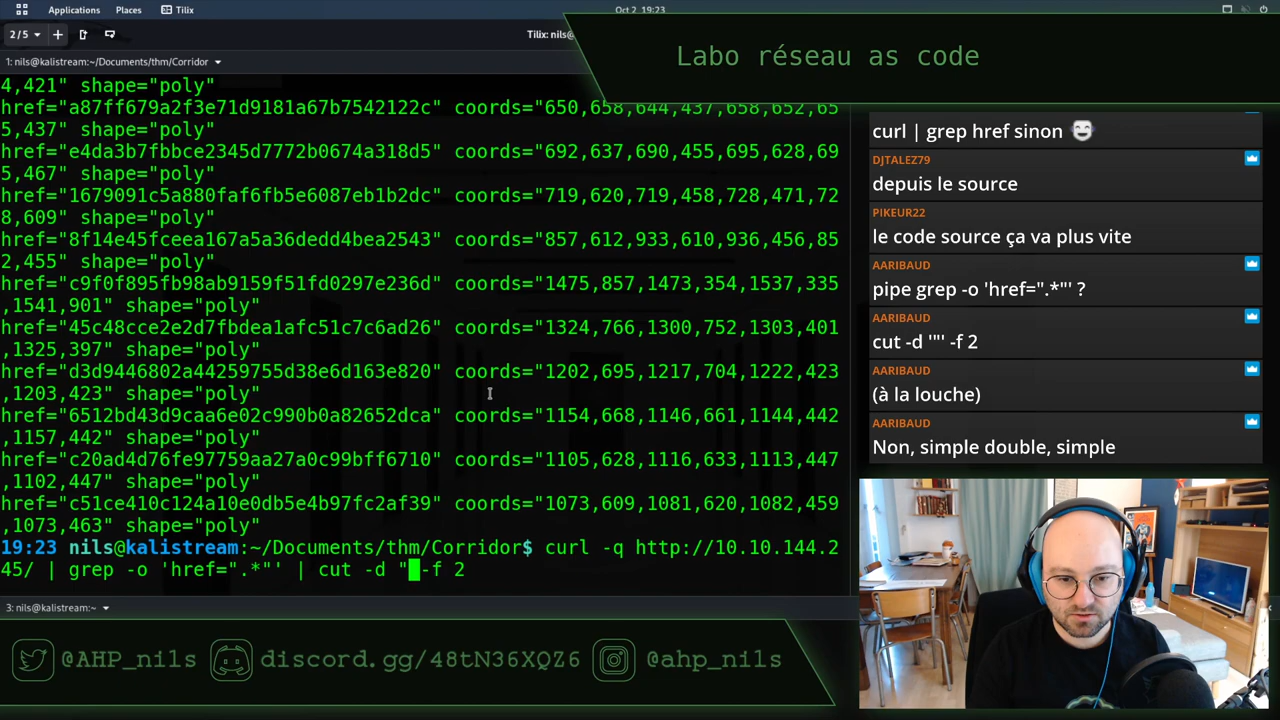 Applications Places Tilix
Oct 2, 19:23
2/5
Tilix: nils@
Labo réseau as code
1: nils@kalistream:~/Documents/thm/Corridor
4,421" shape="poly"
href="a87ff679a2f3e71d9181a67b7542122c" coords="650,658,644,437,658,652,65
5,437" shape="poly"
href="e4da3b7fbbce2345d7772b0674a318d5" coords="692,637,690,455,695,628,69
5,467" shape="poly"
href="1679091c5a880faf6fb5e6087eb1b2dc" coords="719,620,719,458,728,471,72
8,609" shape="poly"
href="8f14e45fceea167a5a36dedd4bea2543" coords="857,612,933,610,936,456,85
2,455" shape="poly"
href="c9f0f895fb98ab9159f51fd0297e236d" coords="1475,857,1473,354,1537,335
,1541,901" shape="poly"
href="45c48cce2e2d7fbdea1afc51c7c6ad26" coords="1324,766,1300,752,1303,401
,1325,397" shape="poly"
href="d3d9446802a44259755d38e6d163e820" coords="1202,695,1217,704,1222,423
,1203,423" shape="poly"
href="6512bd43d9caa6e02c990b0a82652dca" coords="1154,668,1146,661,1144,442
,1157,442" shape="poly"
href="c20ad4d76fe97759aa27a0c99bff6710" coords="1105,628,1116,633,1113,447
,1102,447" shape="poly"
href="c51ce410c124a10e0db5e4b97fc2af39" coords="1073,609,1081,620,1082,459
,1073,463" shape="poly"
19:23 nils@kalistream:~/Documents/thm/Corridor$ curl -q http://10.10.144.2
45/ | grep -o 'href=".*"' | cut -d " -f 2
3: nils@kalistream:~
curl | grep href sinon
DJTALEZ79
depuis le source
PIKEUR22
le code source ça va plus vite
AARIBAUD
pipe grep -o 'href=".*"' ?
AARIBAUD
cut -d '"' -f 2
AARIBAUD
(à la louche)
AARIBAUD
Non, simple double, simple
@AHP_nils discord.gg/48tN36XQZ6 @ahp_nils